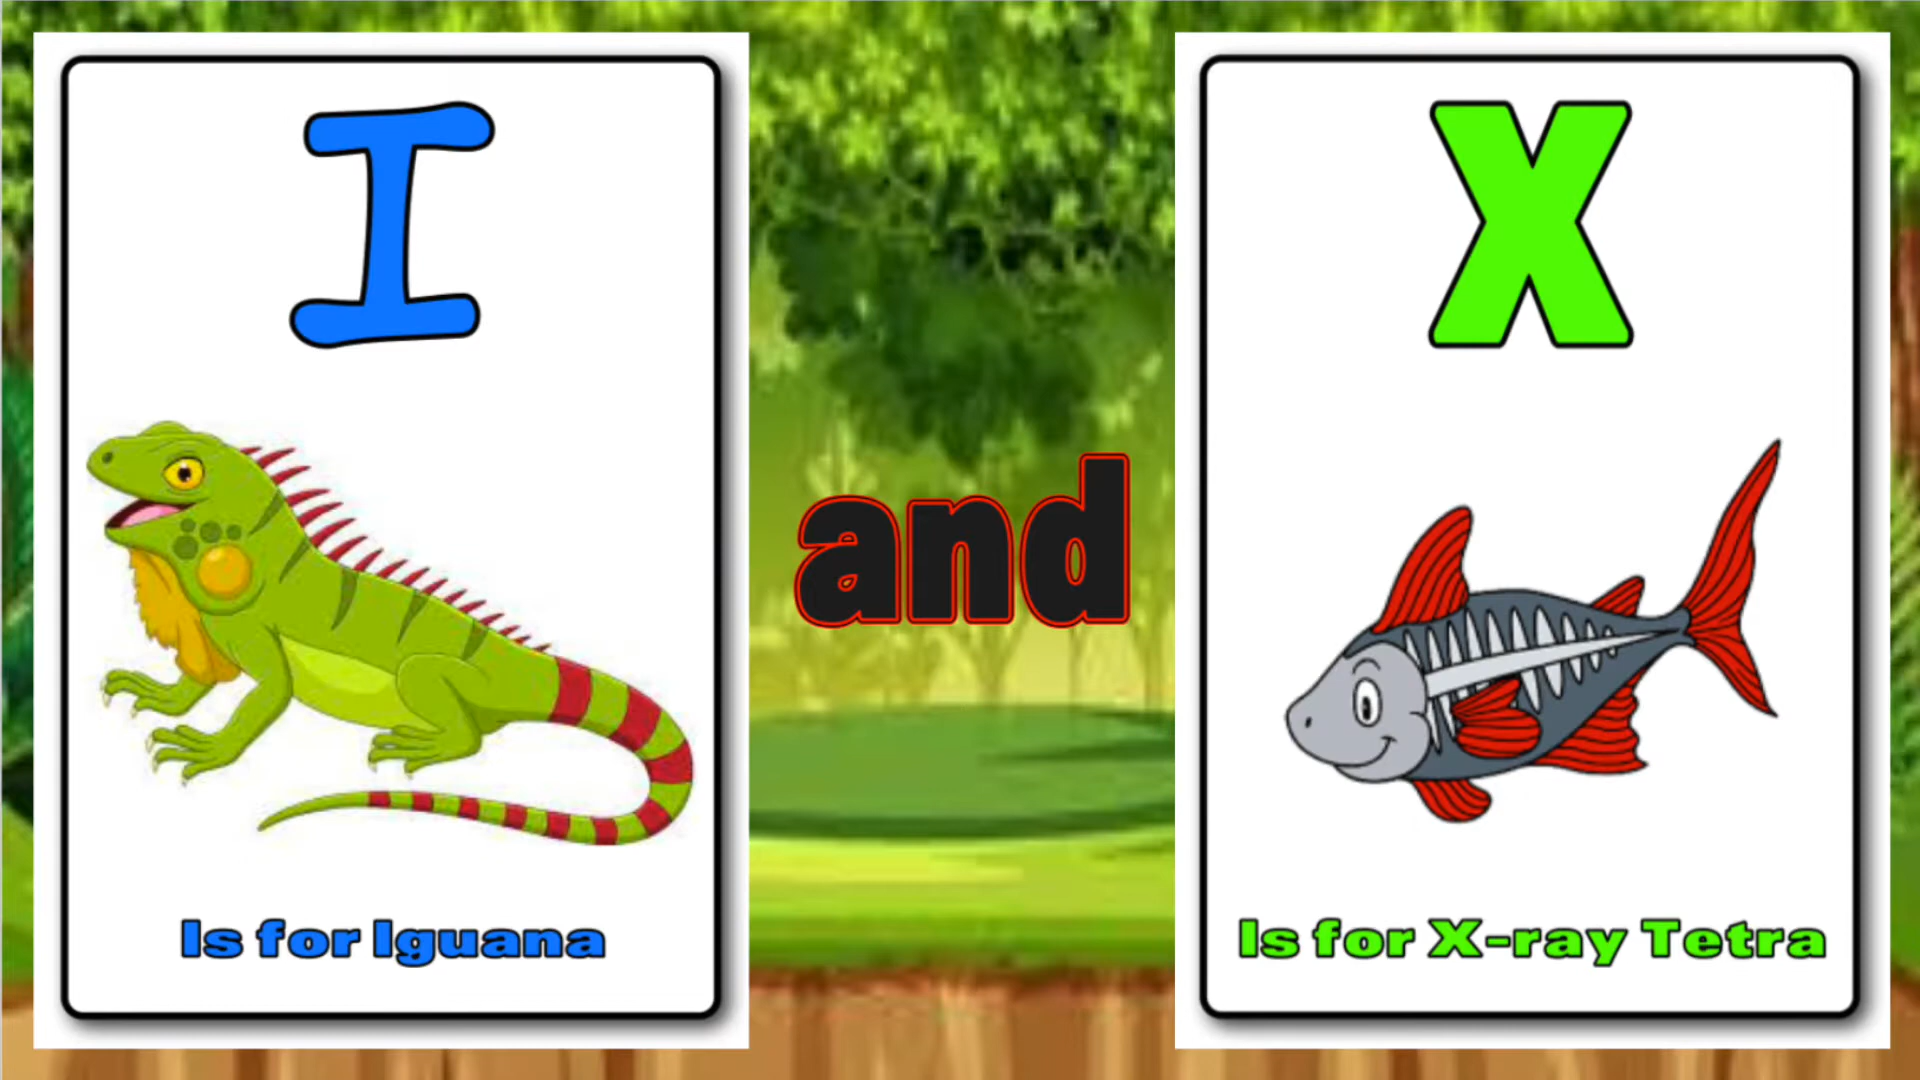 I
Is for Iguana
and
X
Is for X-ray Tetra